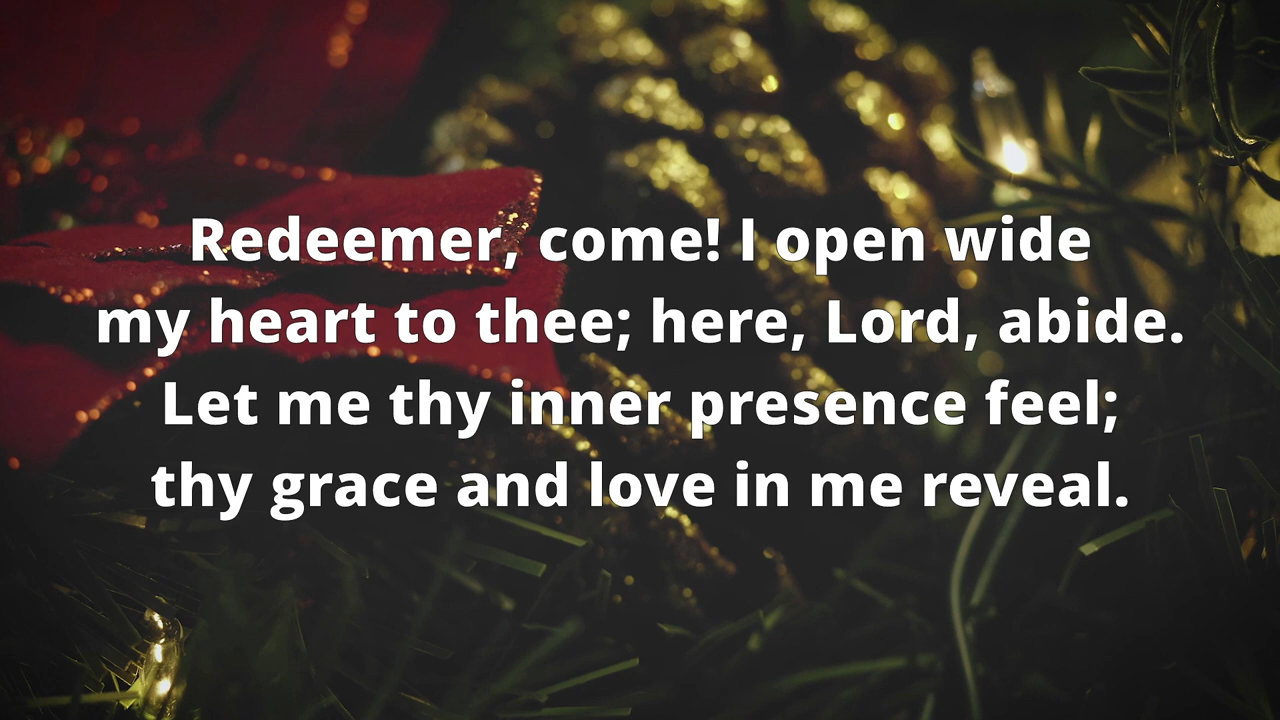 Redeemer, come! I open wide
my heart to thee; here, Lord, abide.
Let me thy inner presence feel;
thy grace and love in me reveal.